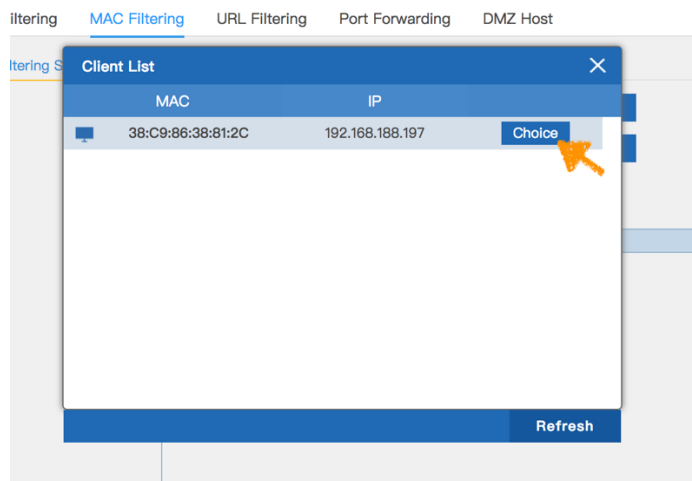 iltering MAC Filtering URL Filtering Port Forwarding DMZ Host
ltering S
Client List
MAC IP
38:C9:86:38:81:2C 192.168.188.197 Choice
Refresh